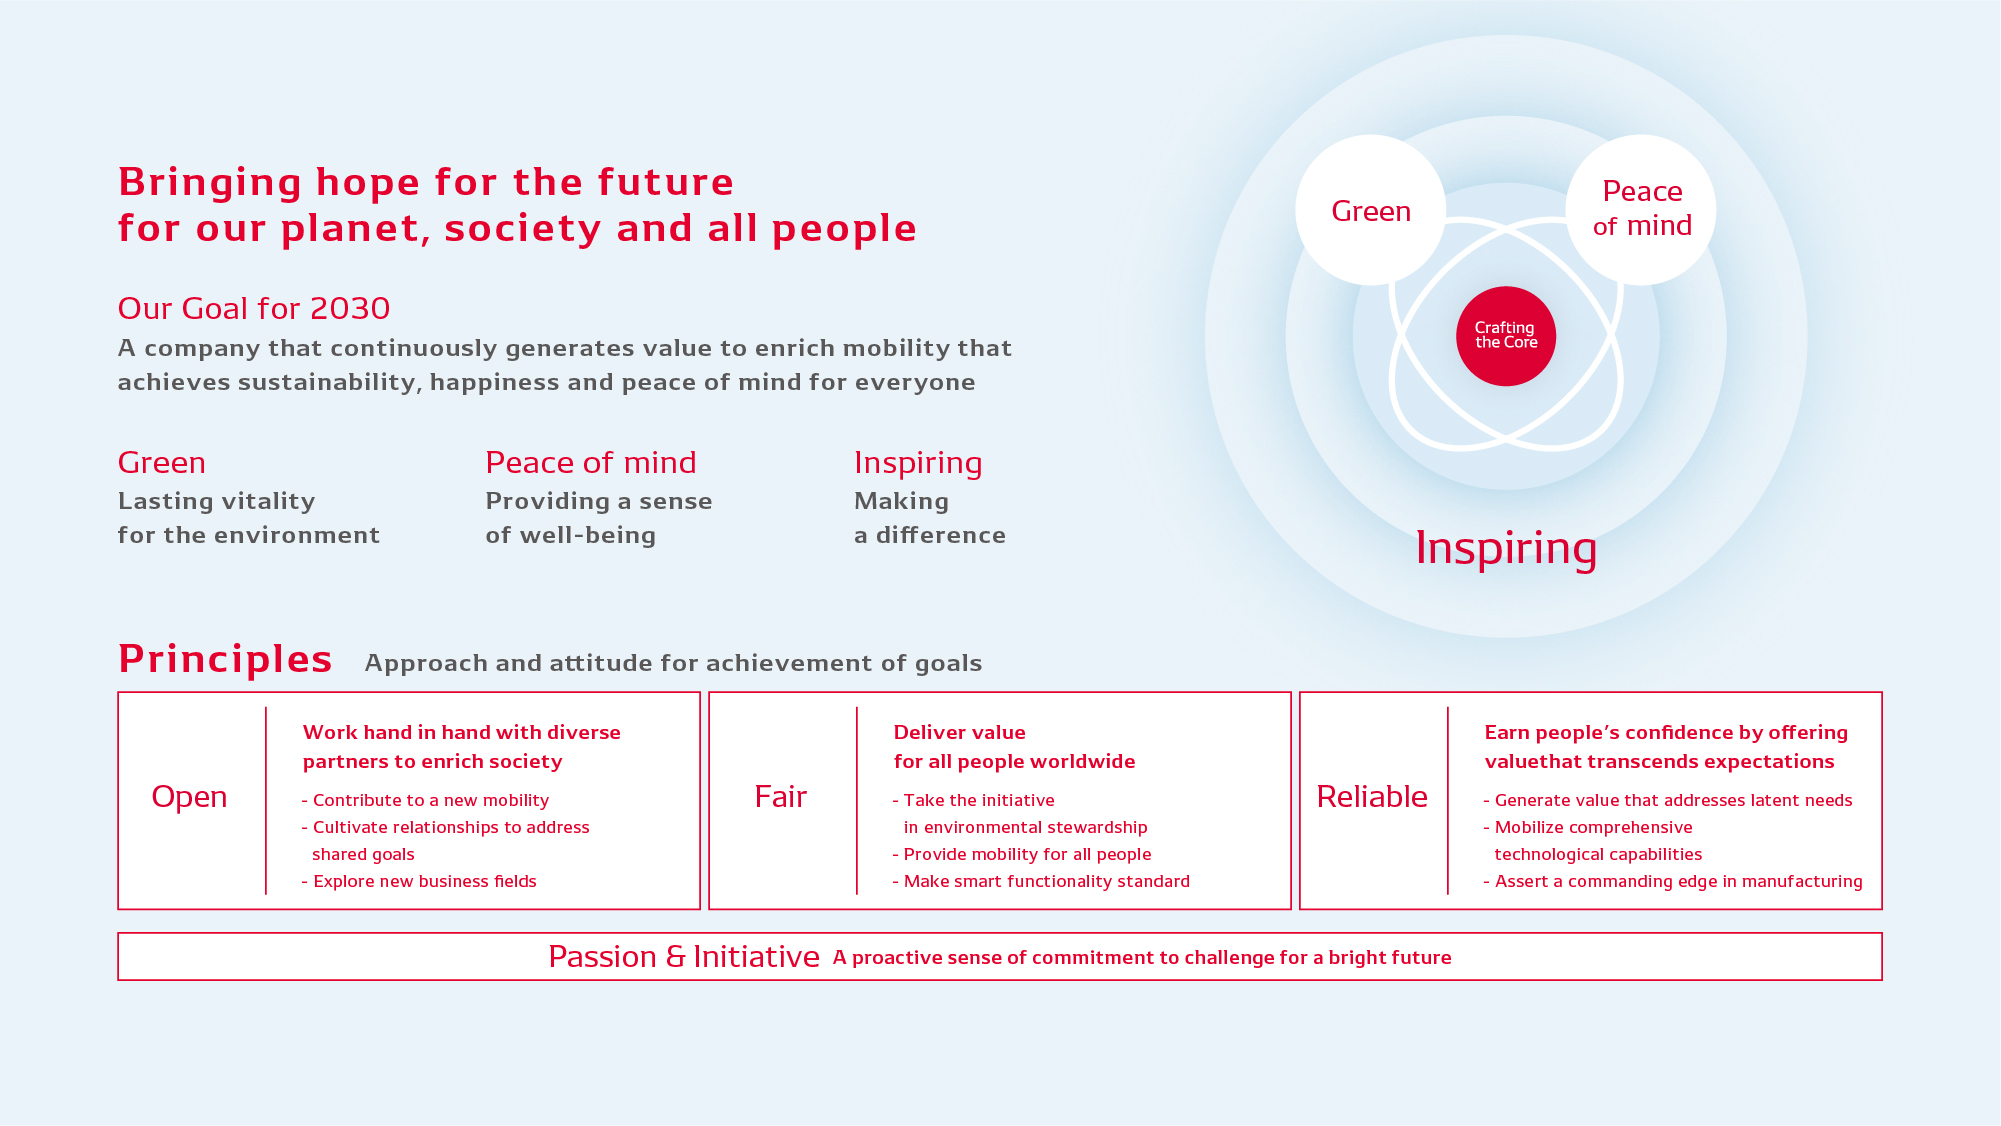 Bringing hope for the future
for our planet, society and all people
Our Goal for 2030
A company that continuously generates value to enrich mobility that
achieves sustainability, happiness and peace of mind for everyone
Green
Lasting vitality
for the environment
Peace of mind
Providing a sense
of well-being
Inspiring
Making
a difference
Green
Peace
of mind
Crafting
the Core
Inspiring
Principles Approach and attitude for achievement of goals
Open
Work hand in hand with diverse
partners to enrich society
- Contribute to a new mobility
- Cultivate relationships to address
shared goals
- Explore new business fields
Fair
Deliver value
for all people worldwide
- Take the initiative
in environmental stewardship
- Provide mobility for all people
- Make smart functionality standard
Reliable
Earn people’s confidence by offering
valuethat transcends expectations
- Generate value that addresses latent needs
- Mobilize comprehensive
technological capabilities
- Assert a commanding edge in manufacturing
Passion & Initiative A proactive sense of commitment to challenge for a bright future